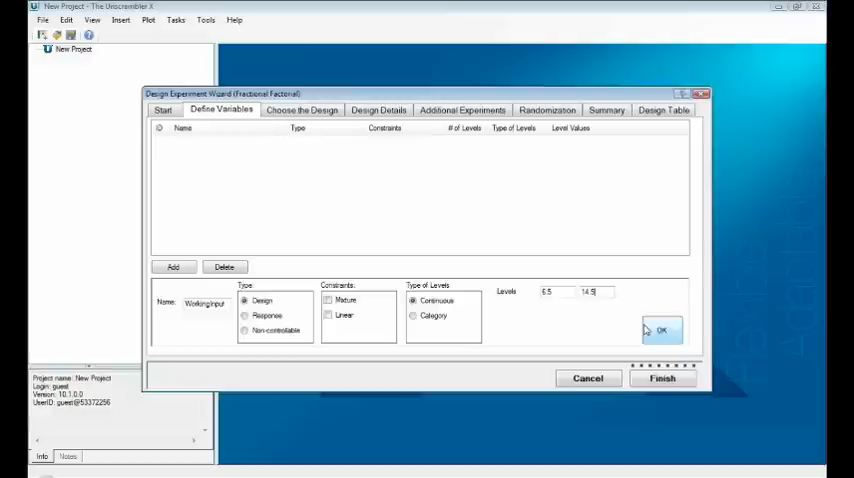 New Project - The Unscrambler X
File Edit View Insert Plot Tasks Tools Help
New Project
Design Experiment Wizard (Fractional Factorial)
Start Define Variables Choose the Design Design Details Additional Experiments Randomization Summary Design Table
ID Name Type Constraints # of Levels Type of Levels Level Values
Add Delete
Type: Constraints: Type of Levels
Name: WorkingInput Design Mixture Continuous Levels 6.5 14.5
Response Linear Category
Non-controllable OK
Cancel Finish
Project name: New Project
Login: guest
Version: 10.1.0.0
UserID: guest@53372256
Info Notes